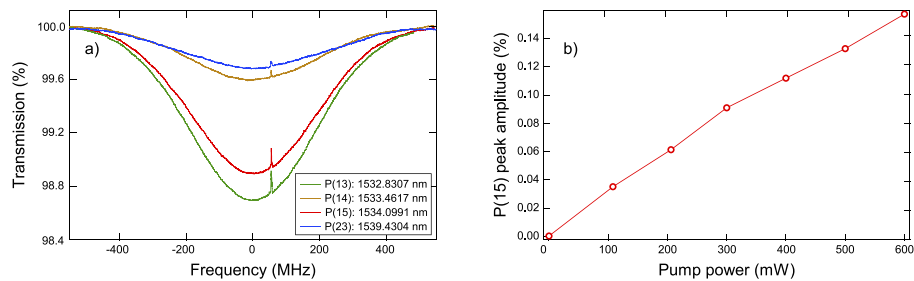 a)
100.0
99.6
99.2
98.8
98.4
Transmission (%)
-400
-200
0
200
400
Frequency (MHz)
P(13): 1532.8307 nm
P(14): 1533.4617 nm
P(15): 1534.0991 nm
P(23): 1539.4304 nm
b)
0.14
0.12
0.10
0.08
0.06
0.04
0.02
0.00
P(15) peak amplitude (%)
0
100
200
300
400
500
600
Pump power (mW)